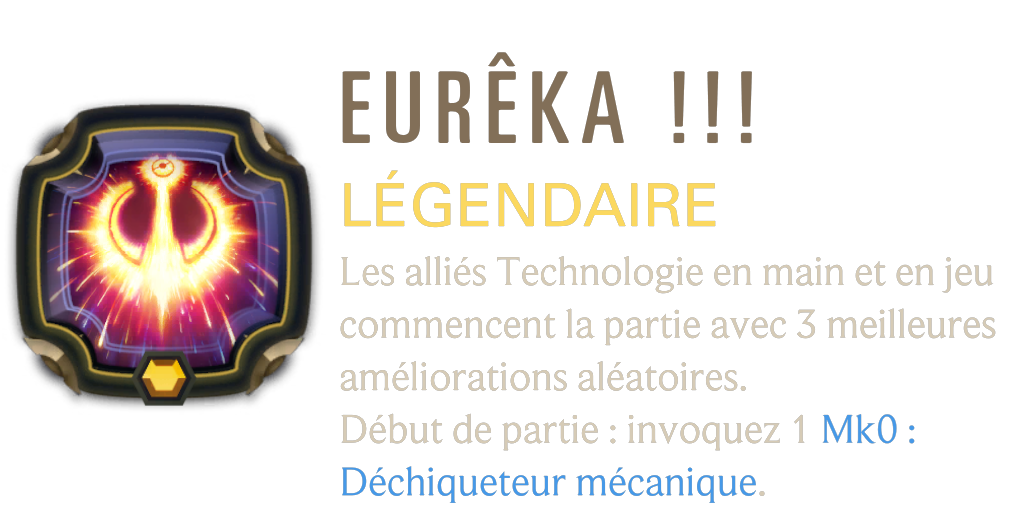 EURÊKA !!!
LÉGENDAIRE
Les alliés Technologie en main et en jeu
commencent la partie avec 3 meilleures
améliorations aléatoires.
Début de partie : invoquez 1 Mk0 :
Déchiqueteur mécanique.